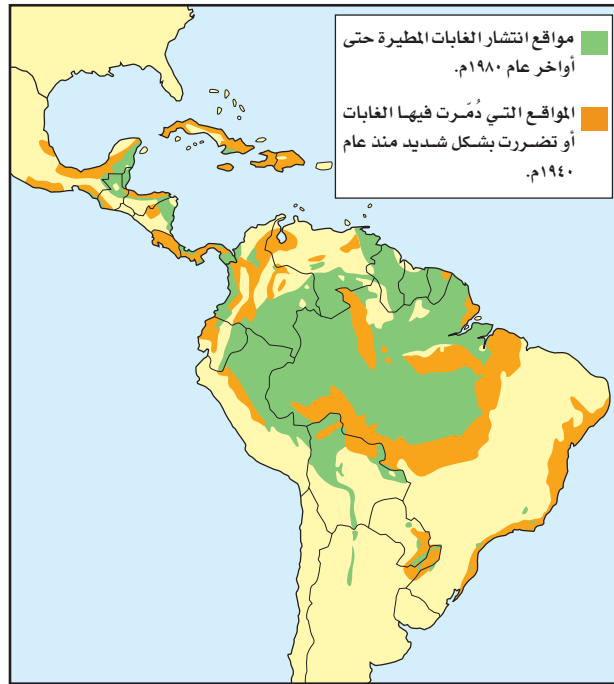 مواقع انتشار الغابات المطيرة حتى
أواخر عام ١٩٨٠م.
المواقع التي دُمّرت فيها الغابات
أو تضررت بشكل شديد منذ عام
١٩٤٠م.